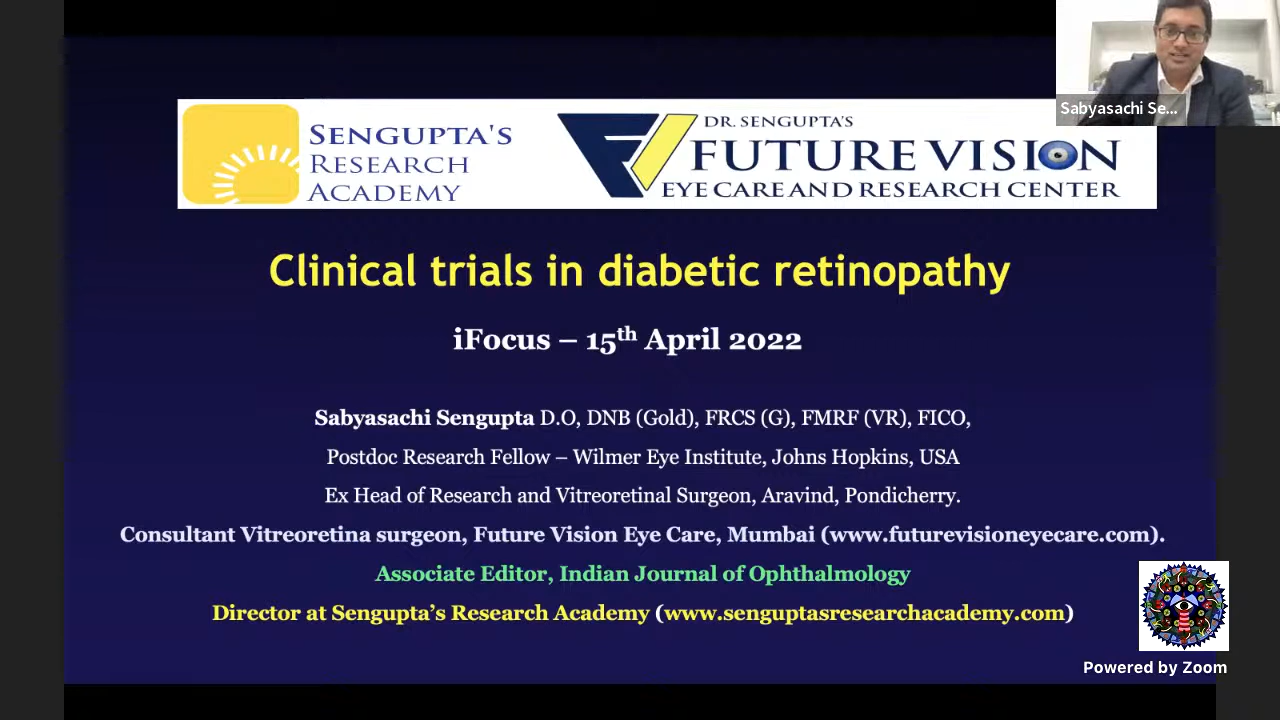 Sabyasachi Se...
SENGUPTA'S
RESEARCH
ACADEMY
DR. SENGUPTA'S
FUTURE VISION
EYE CARE AND RESEARCH CENTER
Clinical trials in diabetic retinopathy
iFocus – 15th April 2022
Sabyasachi Sengupta D.O, DNB (Gold), FRCS (G), FMRF (VR), FICO,
Postdoc Research Fellow – Wilmer Eye Institute, Johns Hopkins, USA
Ex Head of Research and Vitreoretinal Surgeon, Aravind, Pondicherry.
Consultant Vitreoretina surgeon, Future Vision Eye Care, Mumbai (www.futurevisioneyecare.com).
Associate Editor, Indian Journal of Ophthalmology
Director at Sengupta’s Research Academy (www.senguptasresearchacademy.com)
Powered by Zoom